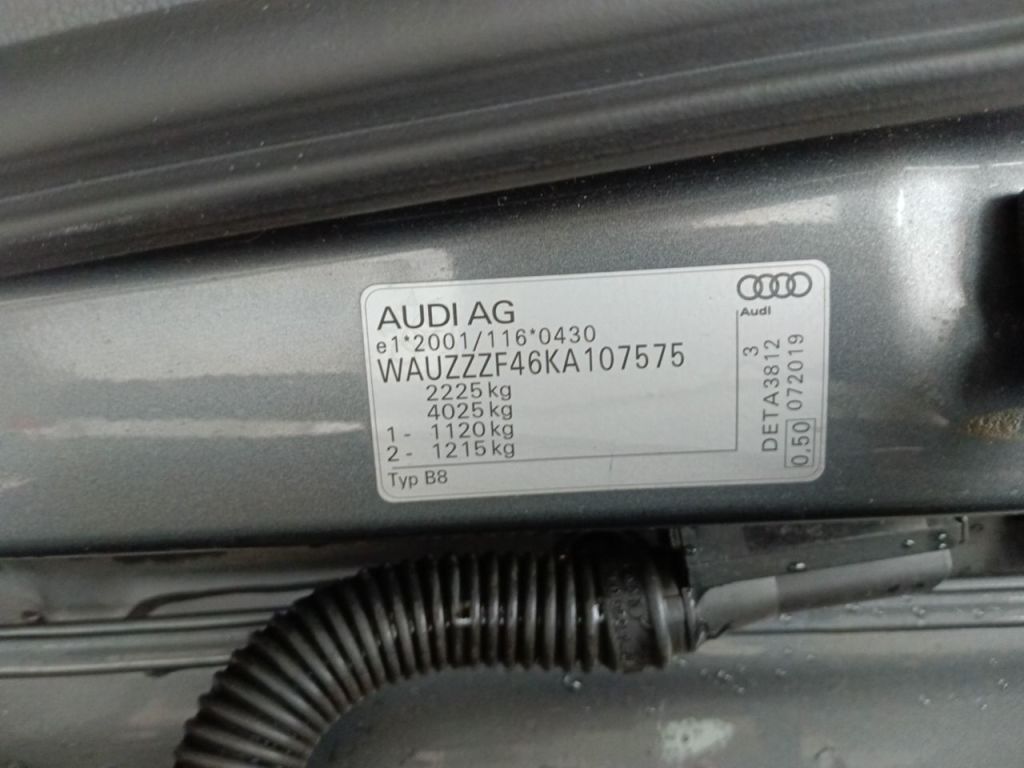 AUDI AG
e1*2001/116*0430
WAUZZZF46KA107575
2225 kg
4025 kg
1 - 1120 kg
2 - 1215 kg
Typ B8
Audi
3
DETA3812
0,50 072019